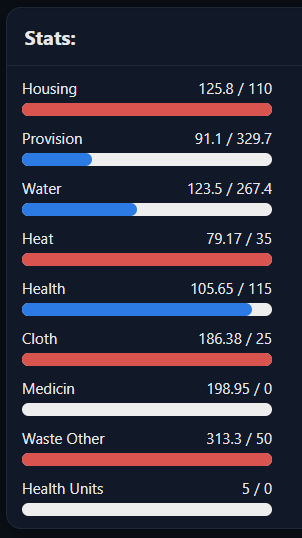 Stats:
Housing 125.8 / 110
Provision 91.1 / 329.7
Water 123.5 / 267.4
Heat 79.17 / 35
Health 105.65 / 115
Cloth 186.38 / 25
Medicin 198.95 / 0
Waste Other 313.3 / 50
Health Units 5 / 0